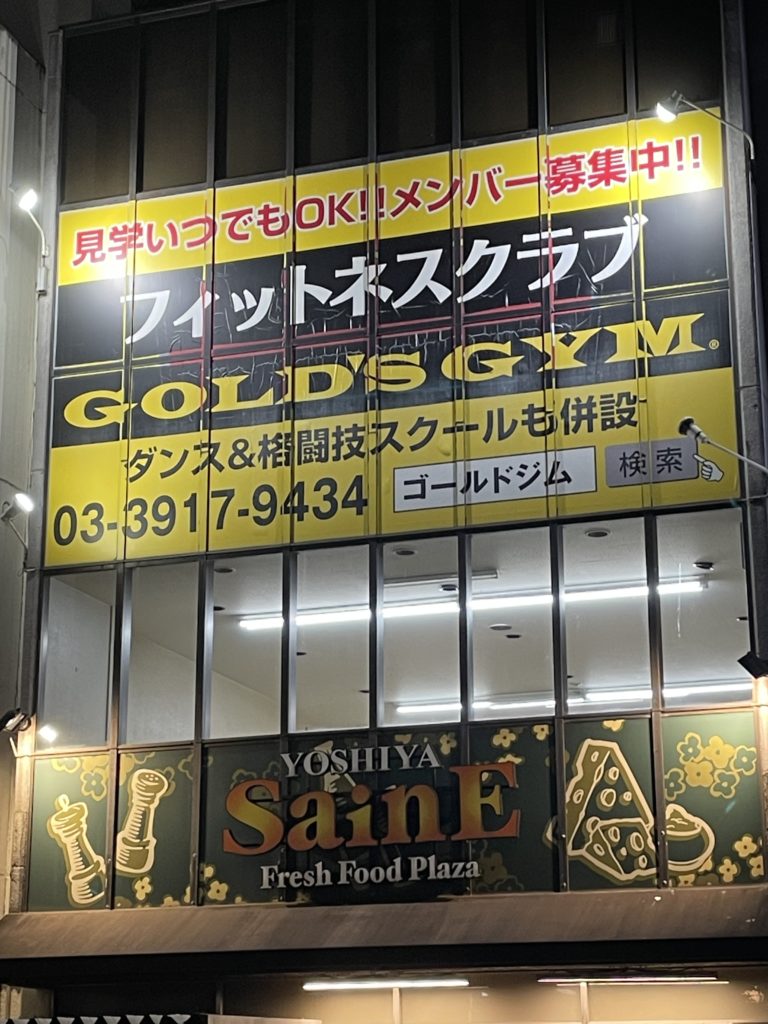 見学いつでもOK!!メンバー募集中!!
フィットネスクラブ
GOLD'S GYM®
ダンス&格闘技スクールも併設
03-3917-9434 ゴールドジム 検索
YOSHIYA
SainE
Fresh Food Plaza